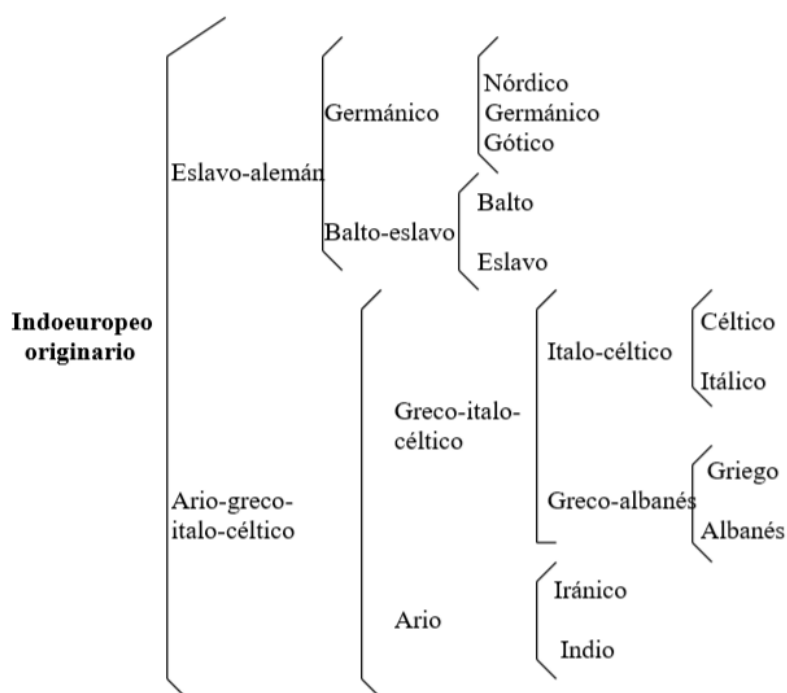 Nórdico
Germánico
Germánico
Gótico
Eslavo-alemán
Balto
Balto-eslavo
Eslavo
Indoeuropeo
originario
Céltico
Italo-céltico
Itálico
Greco-italo-
céltico
Griego
Ario-greco-
italo-céltico
Greco-albanés
Albanés
Iránico
Ario
Indio